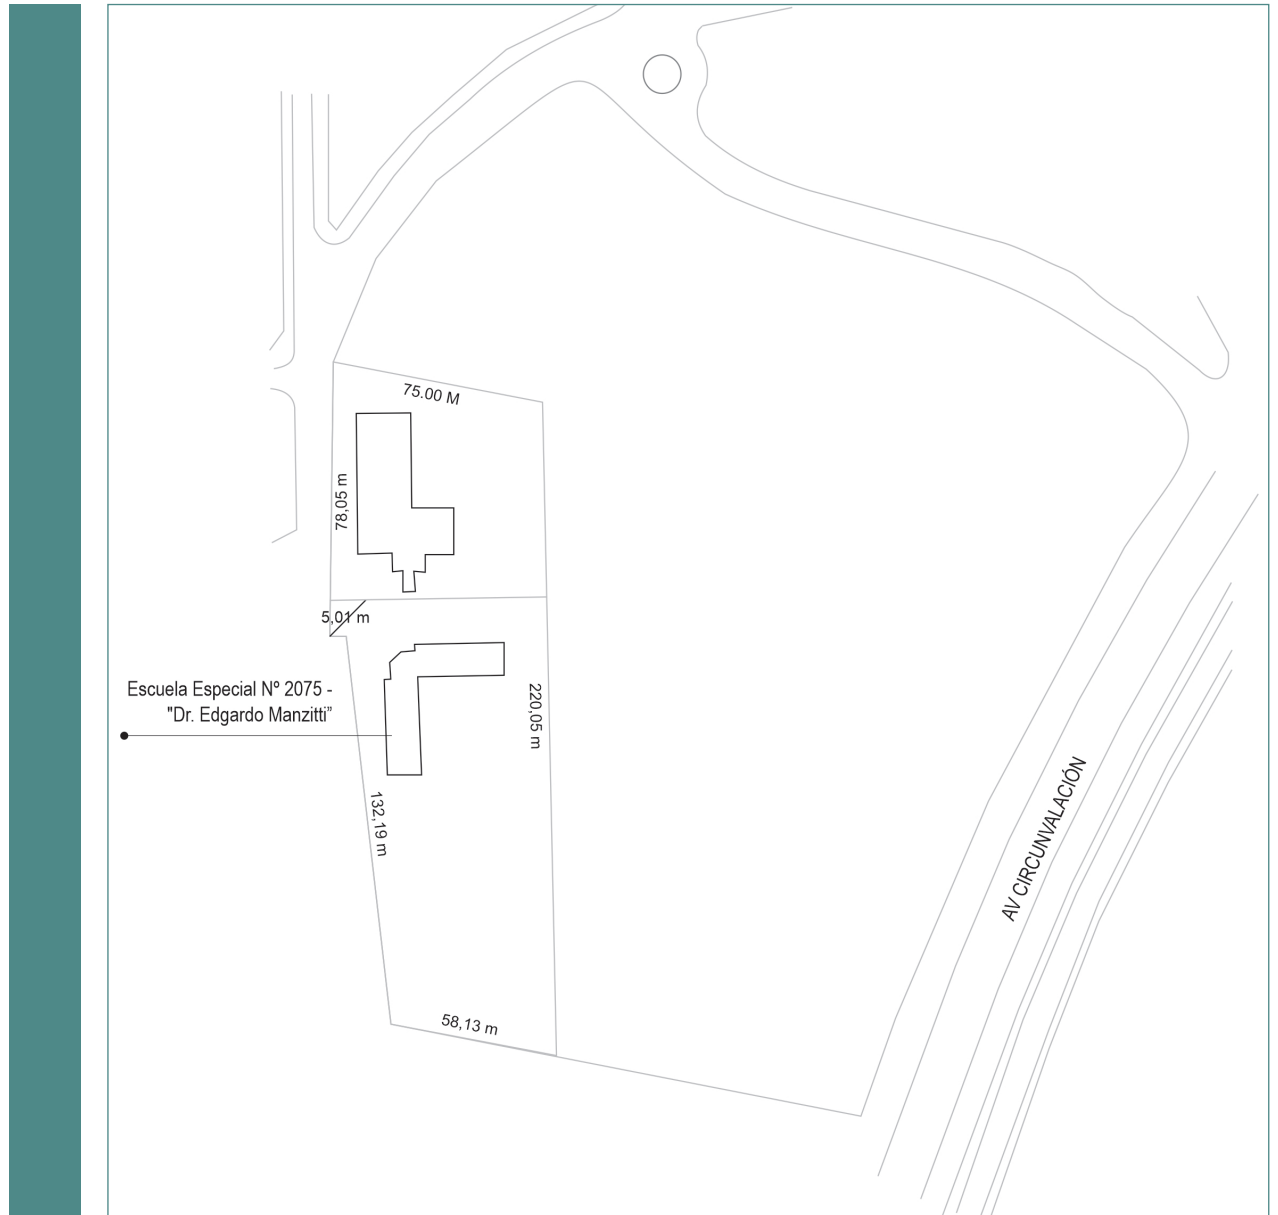 75.00 M
78,05 m
5,01 m
Escuela Especial Nº 2075 -
"Dr. Edgardo Manzitti”
220,05 m
132,19 m
AV CIRCUNVALACIÓN
58,13 m